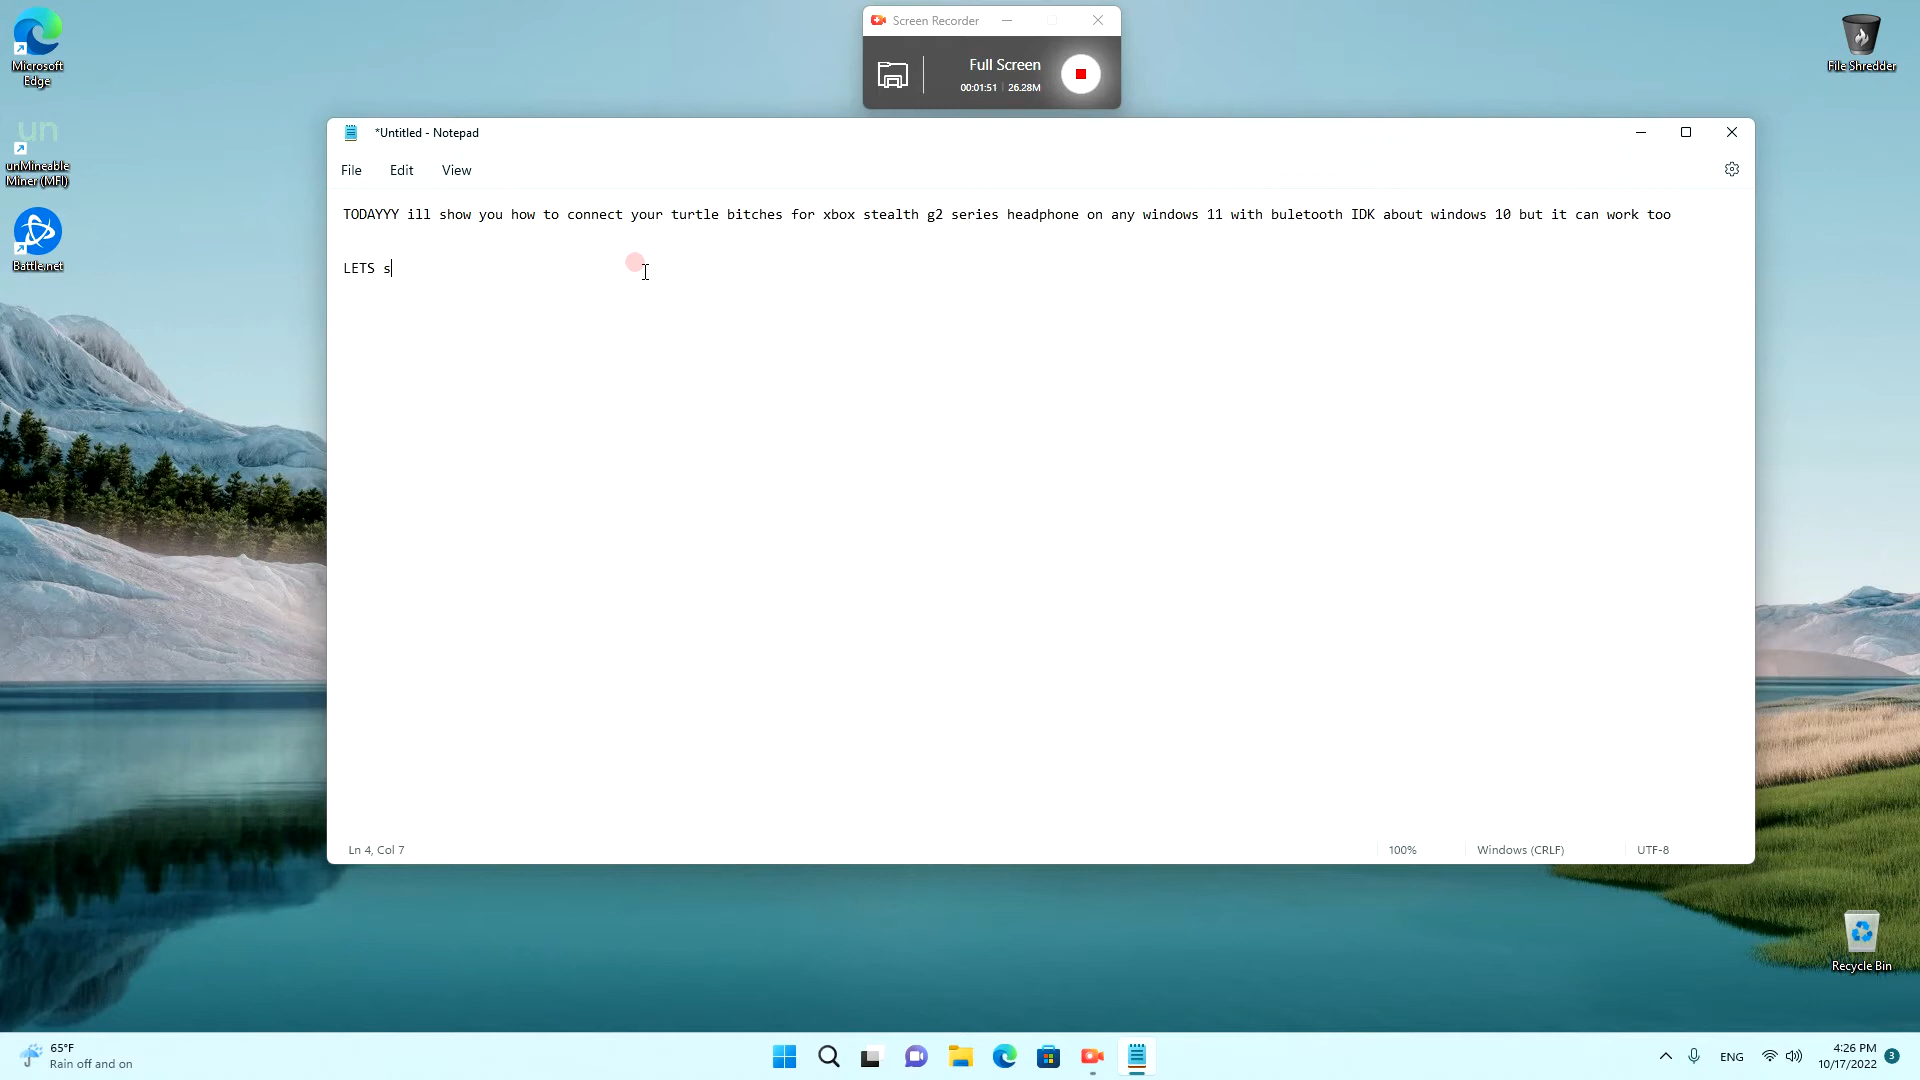 Microsoft
Edge
un
unMineable
Miner (MFI)
Battle.net
Screen Recorder
Full Screen
00:01:51 26.28M
File Shredder
*Untitled - Notepad
File Edit View
TODAYYY ill show you how to connect your turtle bitches for xbox stealth g2 series headphone on any windows 11 with buletooth IDK about windows 10 but it can work too
LETS s
Ln 4, Col 7
100%
Windows (CRLF)
UTF-8
Recycle Bin
65°F
Rain off and on
ENG
4:26 PM
10/17/2022
3